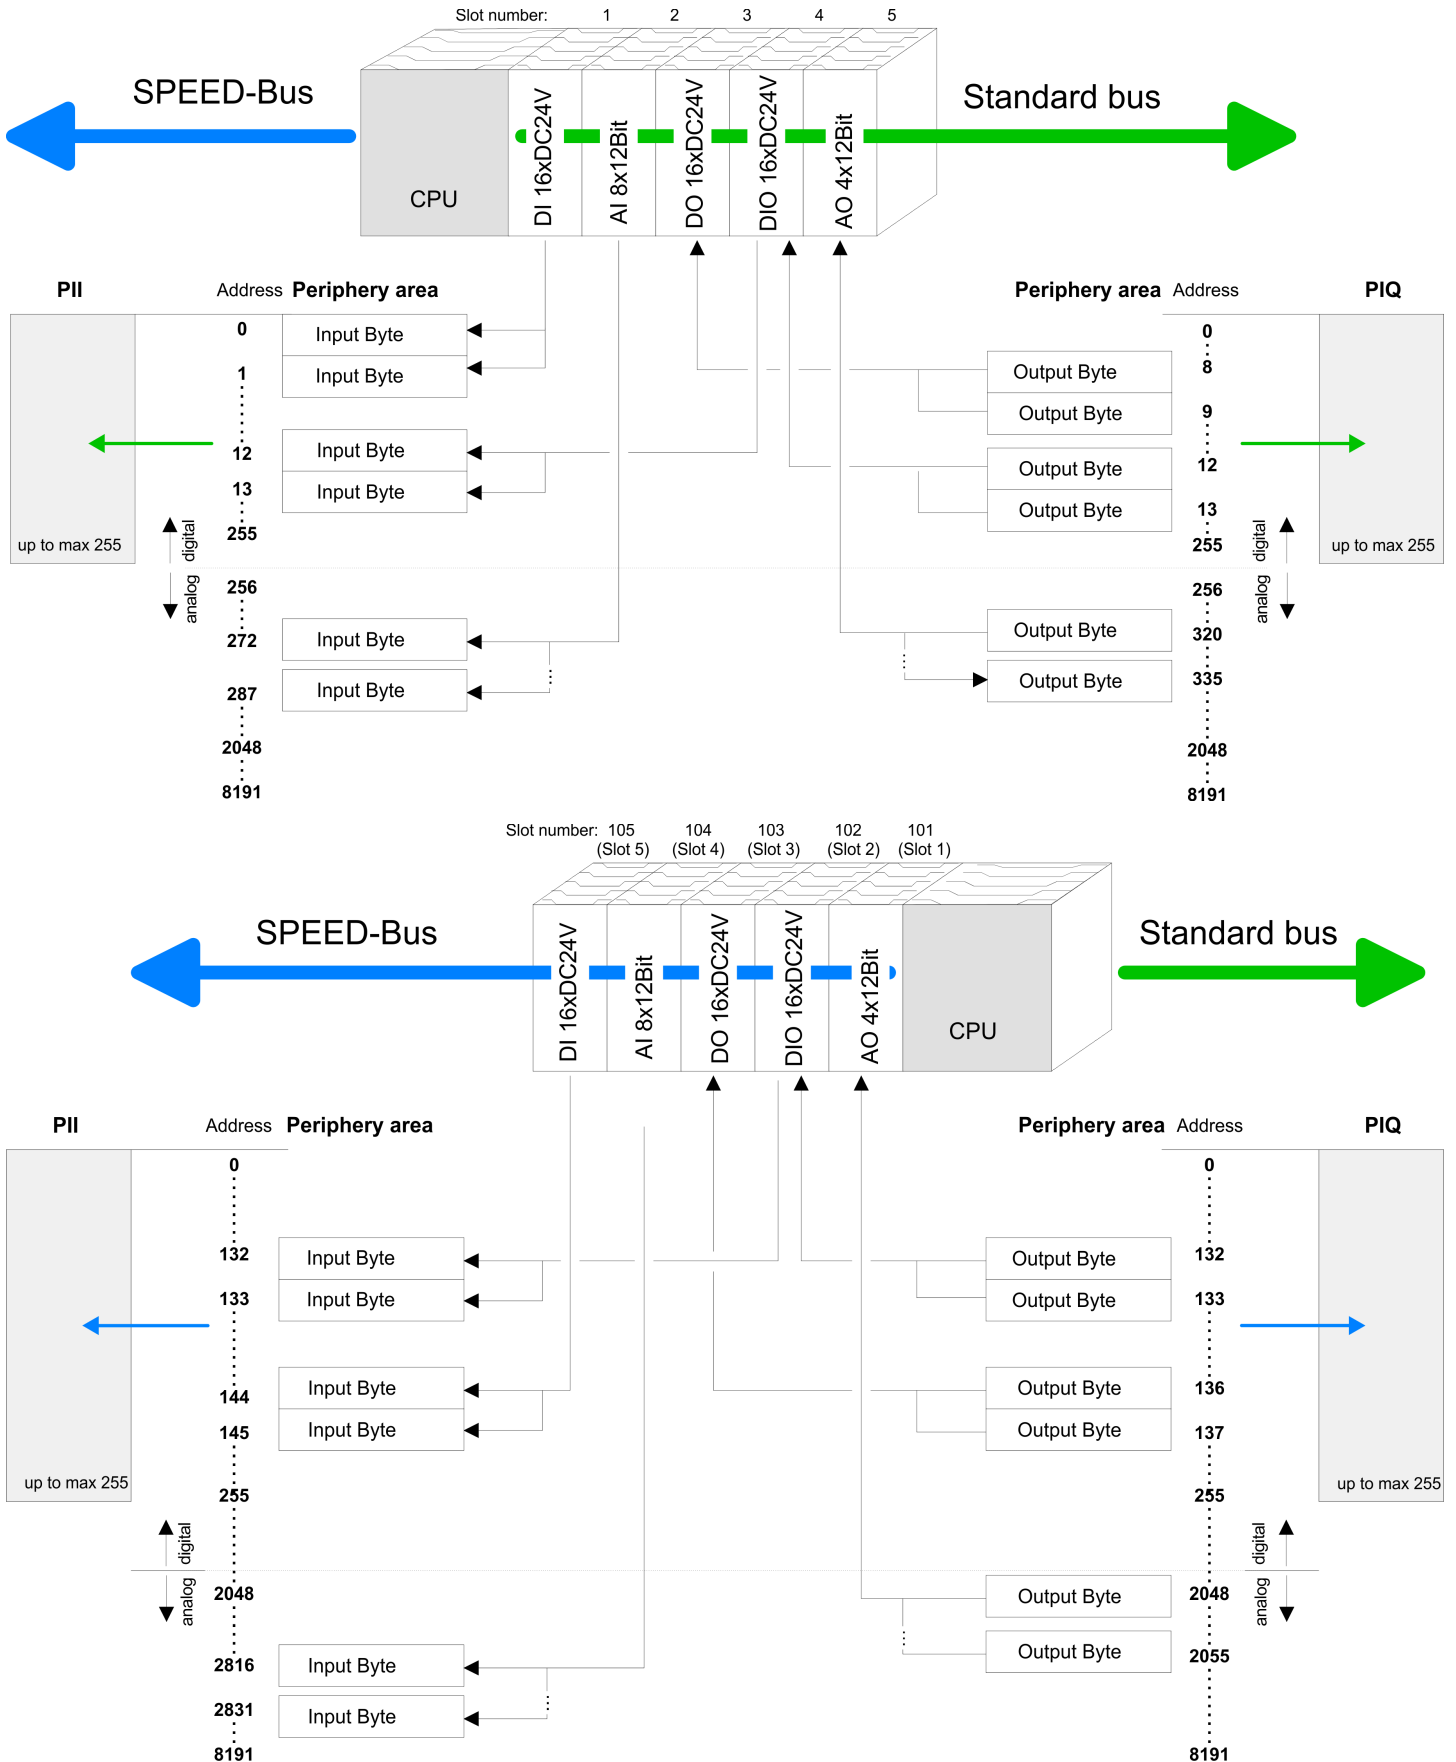 Slot number: 1 2 3 4 5
SPEED-Bus
Standard bus
CPU
DI 16xDC24V
AI 8x12Bit
DO 16xDC24V
DIO 16xDC24V
AO 4x12Bit
PII
Address Periphery area
Periphery area Address
PIQ
0
Input Byte
1
Input Byte
12
Input Byte
13
Input Byte
255
up to max 255
digital
analog
256
272
Input Byte
287
Input Byte
2048
8191
0
Output Byte
8
Output Byte
9
Output Byte
12
Output Byte
13
255
digital
analog
up to max 255
256
Output Byte
320
Output Byte
335
2048
8191
Slot number: 105 104 103 102 101
(Slot 5) (Slot 4) (Slot 3) (Slot 2) (Slot 1)
SPEED-Bus
Standard bus
DI 16xDC24V
AI 8x12Bit
DO 16xDC24V
DIO 16xDC24V
AO 4x12Bit
CPU
PII
Address Periphery area
Periphery area Address
PIQ
0
132
Input Byte
133
Input Byte
144
Input Byte
145
Input Byte
up to max 255
255
digital
analog
2048
2816
Input Byte
2831
Input Byte
8191
0
Output Byte
132
Output Byte
133
Output Byte
136
Output Byte
137
up to max 255
255
digital
analog
Output Byte
2048
Output Byte
2055
8191